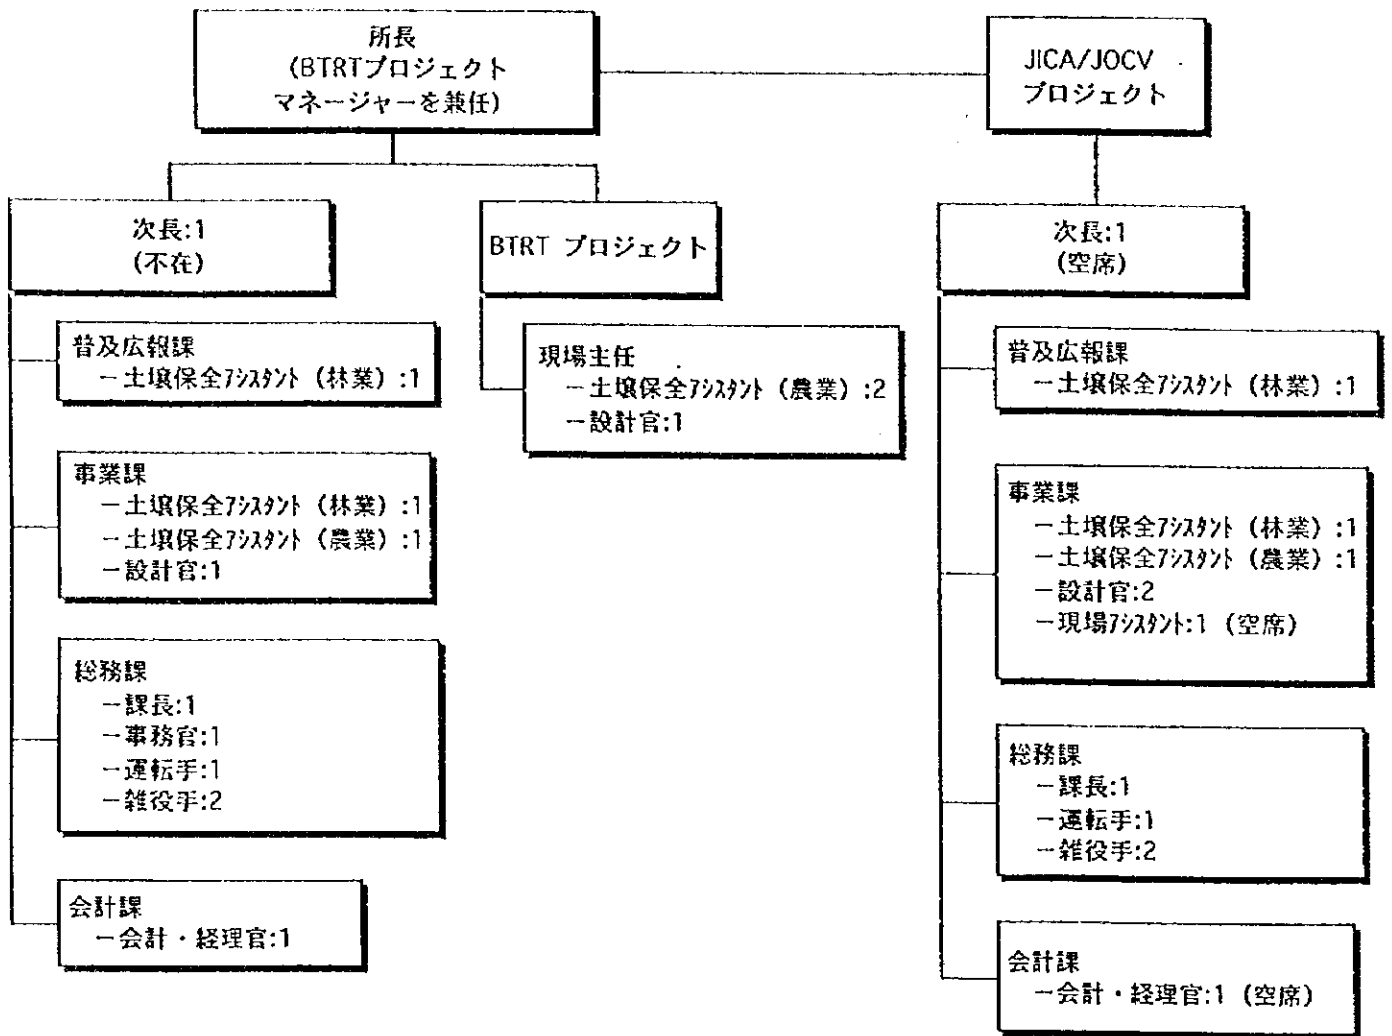 所長
(BTRTプロジェクト
マネージャーを兼任)
JICA/JOCV
プロジェクト
次長:1
(不在)
BTRT プロジェクト
次長:1
(空席)
普及広報課
ー土壌保全アシスタント (林業) :1
事業課
ー土壌保全アシスタント (林業) :1
ー土壌保全アシスタント (農業) :1
ー設計官:1
総務課
ー課長:1
ー事務官:1
ー運転手:1
ー雑役手:2
会計課
ー会計・経理官:1
現場主任
ー土壌保全アシスタント (農業) :2
ー設計官:1
普及広報課
ー土壌保全アシスタント (林業) :1
事業課
ー土壌保全アシスタント (林業) :1
ー土壌保全アシスタント (農業) :1
ー設計官:2
ー現場アシスタント:1 (空席)
総務課
ー課長:1
ー運転手:1
ー雑役手:2
会計課
ー会計・経理官:1 (空席)